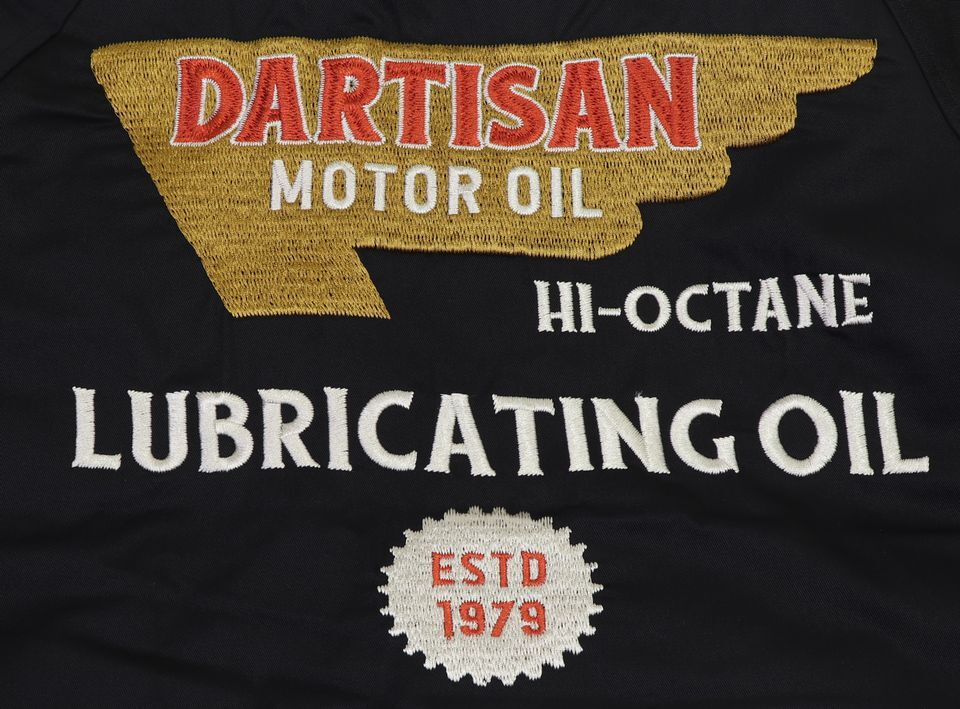 DARTISAN
MOTOR OIL
HI-OCTANE
LUBRICATING OIL
ESTD
1979